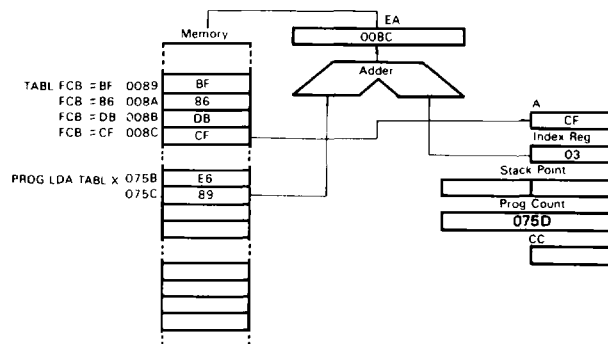 EA
Memory
008C
Adder
TABL FCB = BF 0089 BF
FCB = 86 008A 86
FCB = DB 008B DB
FCB = CF 008C CF
A
CF
Index Reg
03
Stack Point
PROG LDA TABL X 075B E6
075C 89
Prog Count
075D
CC